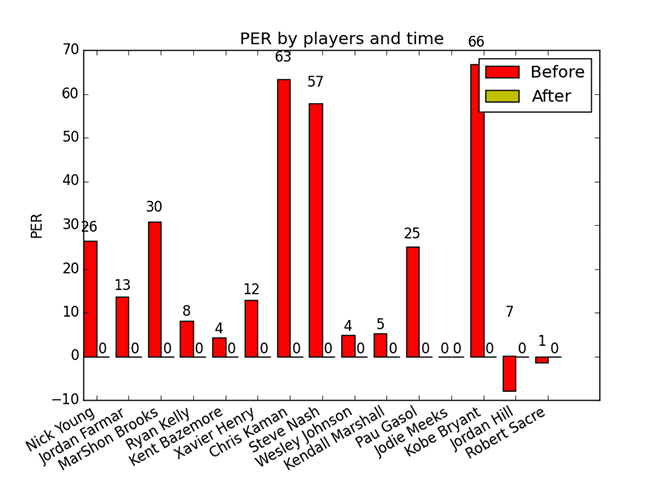 PER by players and time
PER
70
60
50
40
30
20
10
0
−10
Before
After
26
0
13
0
30
0
8
0
4
0
12
0
63
0
57
0
4
0
5
0
25
0
0
0
66
0
7
0
1
0
Nick Young
Jordan Farmar
MarShon Brooks
Ryan Kelly
Kent Bazemore
Xavier Henry
Chris Kaman
Steve Nash
Wesley Johnson
Kendall Marshall
Pau Gasol
Jodie Meeks
Kobe Bryant
Jordan Hill
Robert Sacre